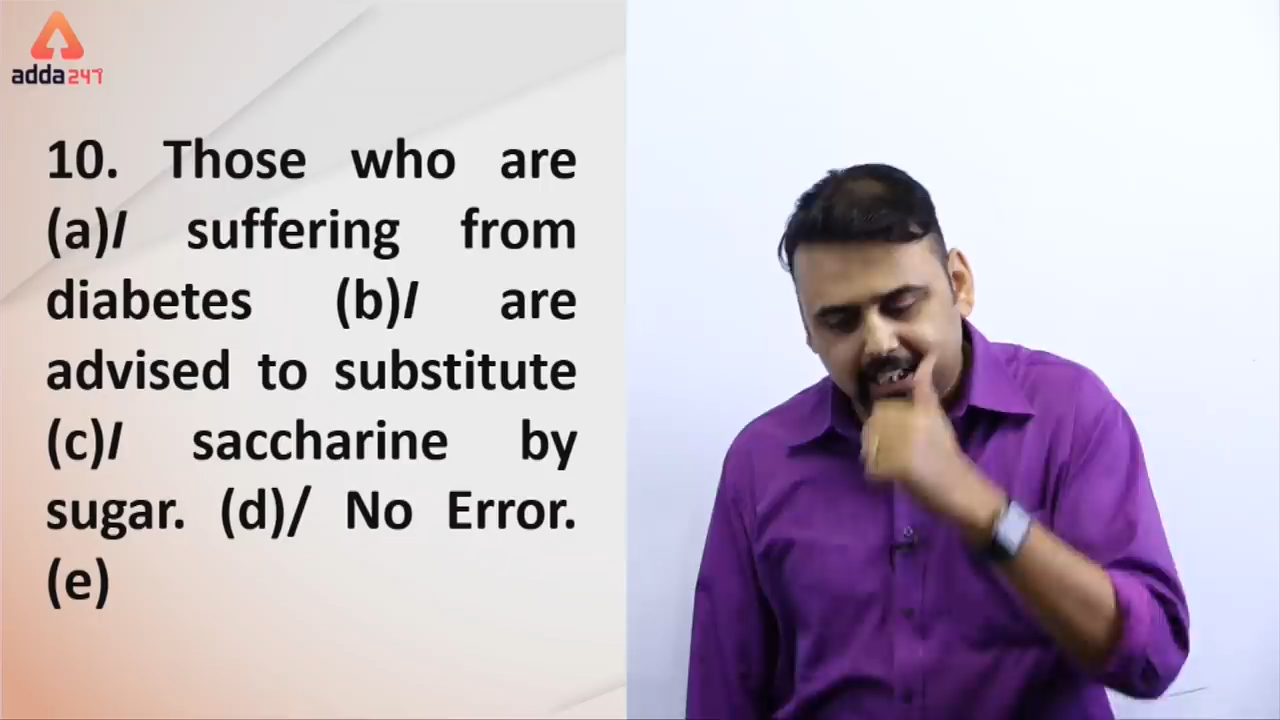 adda247
10. Those who are
(a)/ suffering from
diabetes (b)/ are
advised to substitute
(c)/ saccharine by
sugar. (d)/ No Error.
(e)